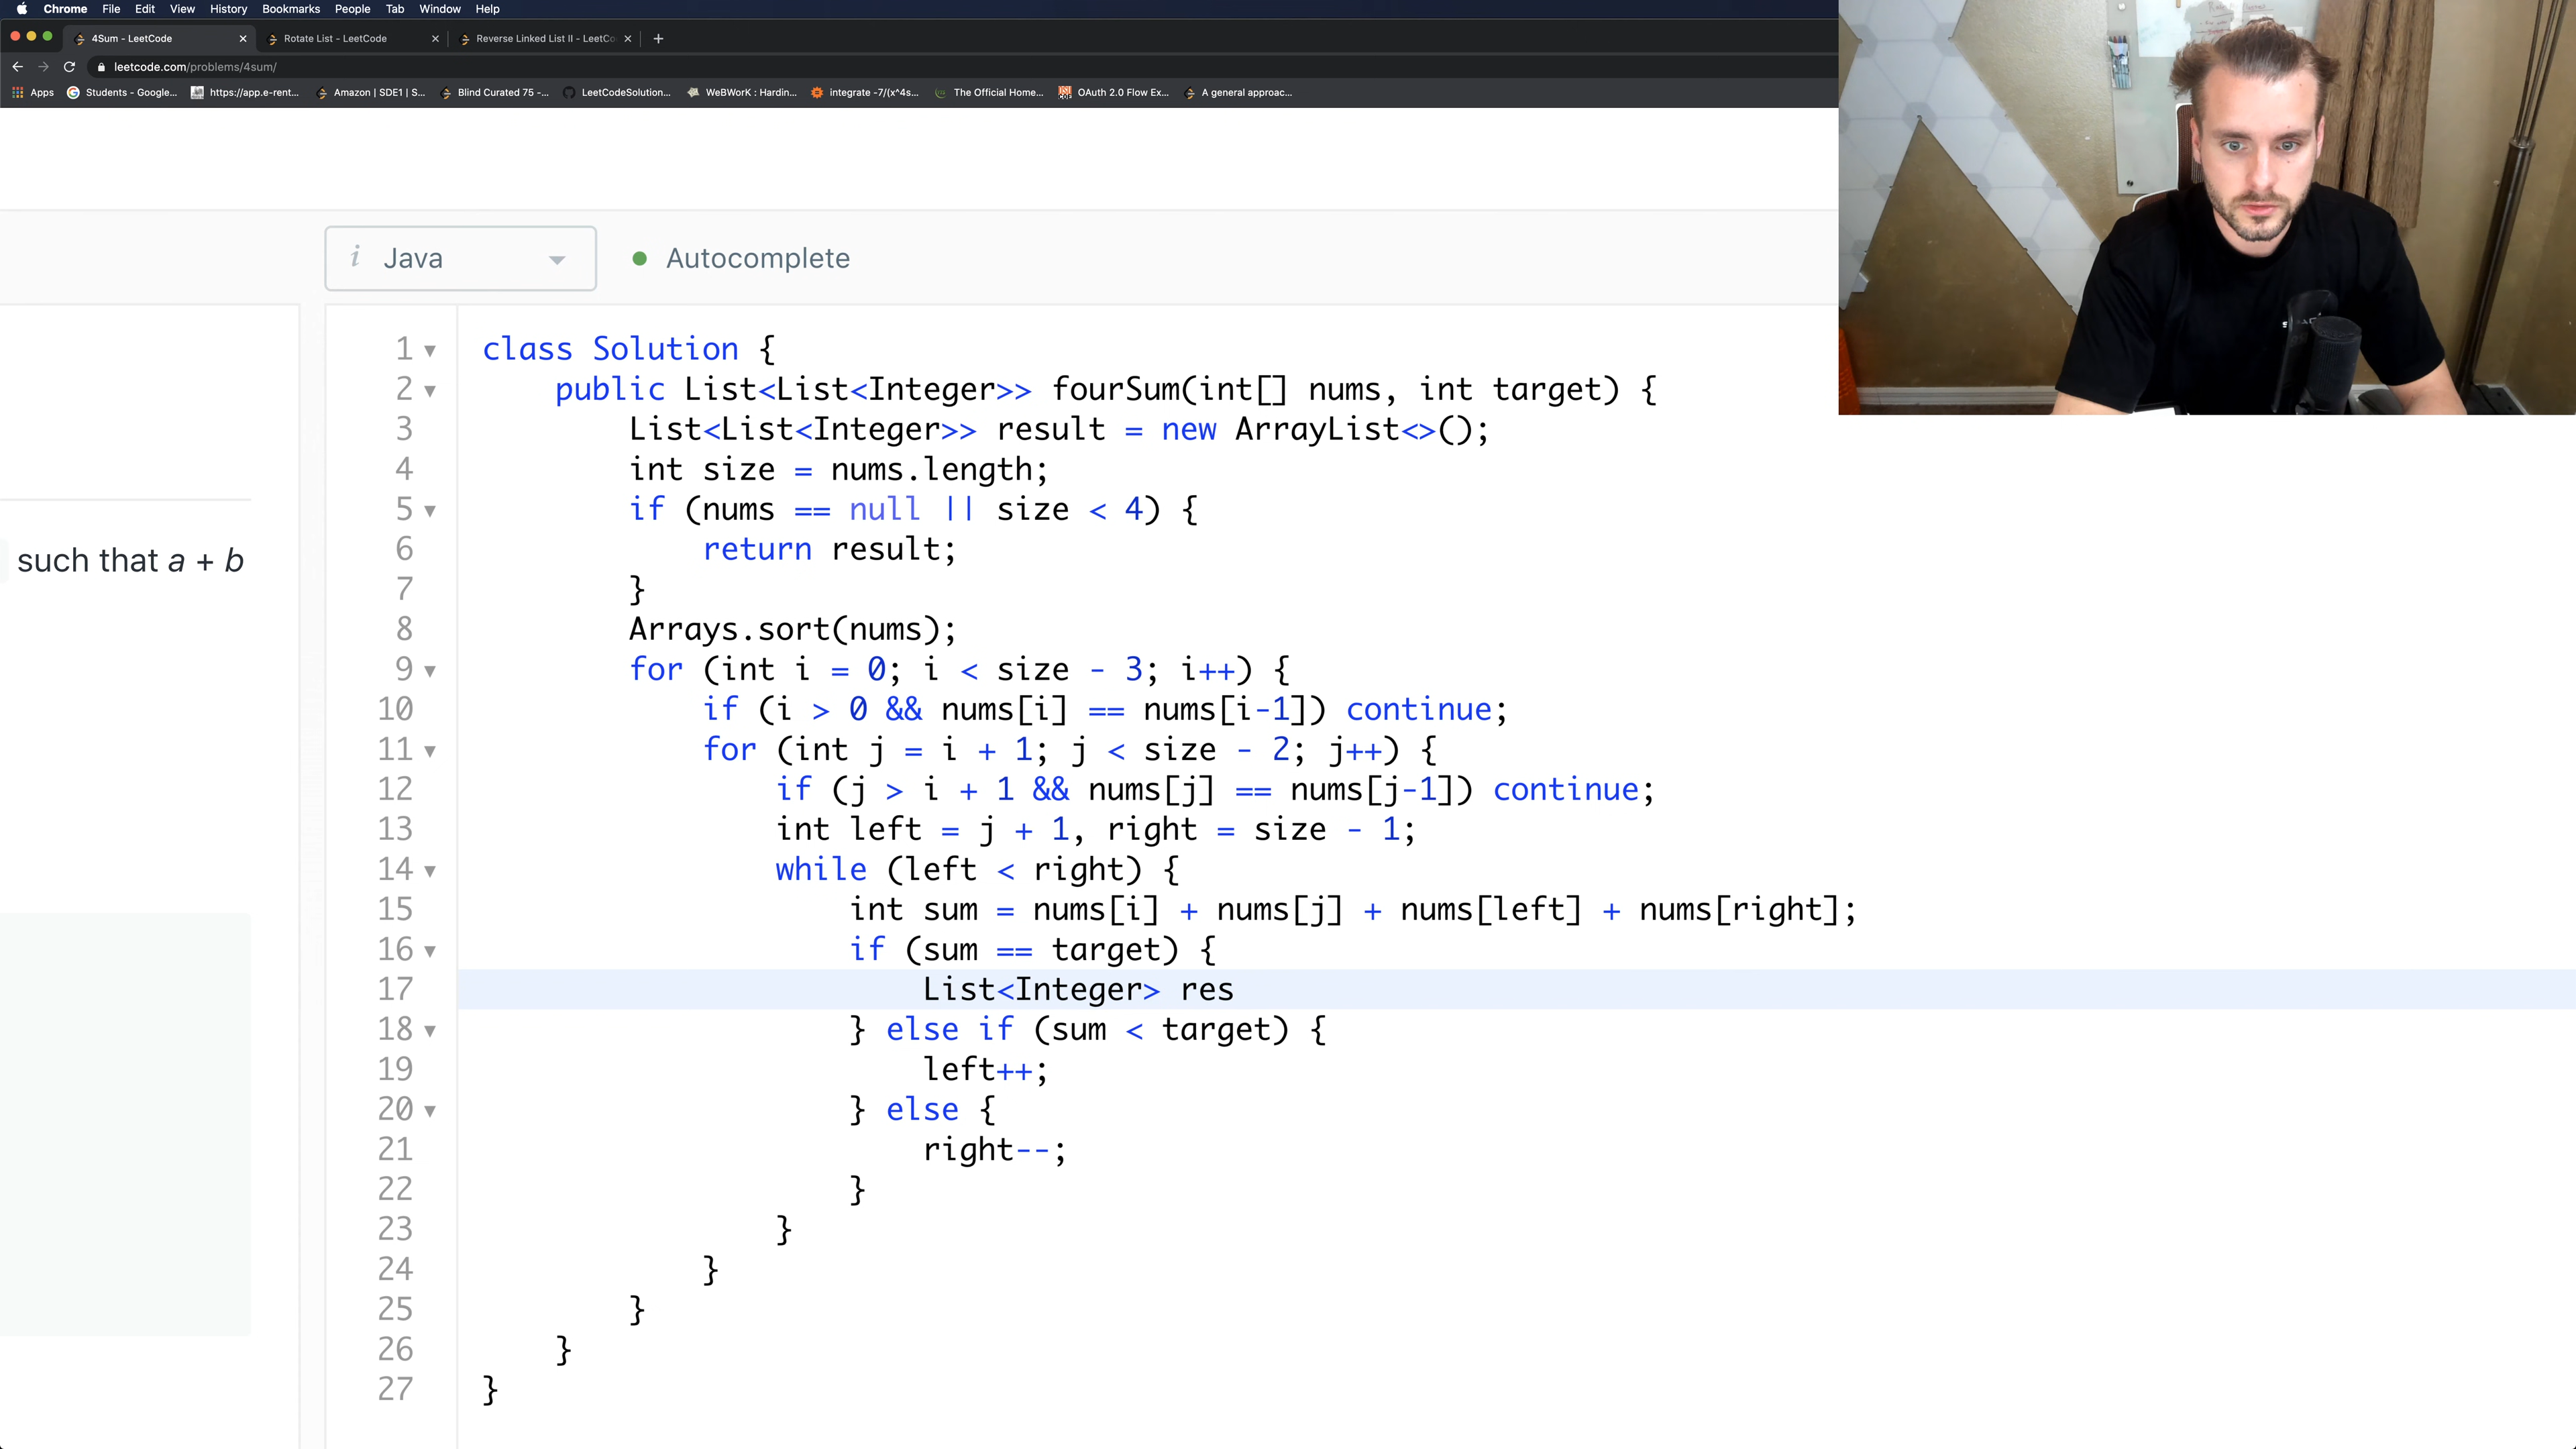 Chrome File Edit View History Bookmarks People Tab Window Help
4Sum - LeetCode Rotate List - LeetCode Reverse Linked List II - LeetCo
leetcode.com/problems/4sum/
Apps Students - Google... https://app.e-rent... Amazon | SDE1 | S... Blind Curated 75 -... LeetCodeSolution... WeBWorK : Hardin... integrate -7/(x^4s... The Official Home... OAuth 2.0 Flow Ex... A general approac...
i Java Autocomplete
such that a + b
1 class Solution {
2 public List<List<Integer>> fourSum(int[] nums, int target) {
3 List<List<Integer>> result = new ArrayList<>();
4 int size = nums.length;
5 if (nums == null || size < 4) {
6 return result;
7 }
8 Arrays.sort(nums);
9 for (int i = 0; i < size - 3; i++) {
10 if (i > 0 && nums[i] == nums[i-1]) continue;
11 for (int j = i + 1; j < size - 2; j++) {
12 if (j > i + 1 && nums[j] == nums[j-1]) continue;
13 int left = j + 1, right = size - 1;
14 while (left < right) {
15 int sum = nums[i] + nums[j] + nums[left] + nums[right];
16 if (sum == target) {
17 List<Integer> res
18 } else if (sum < target) {
19 left++;
20 } else {
21 right--;
22 }
23 }
24 }
25 }
26 }
27 }